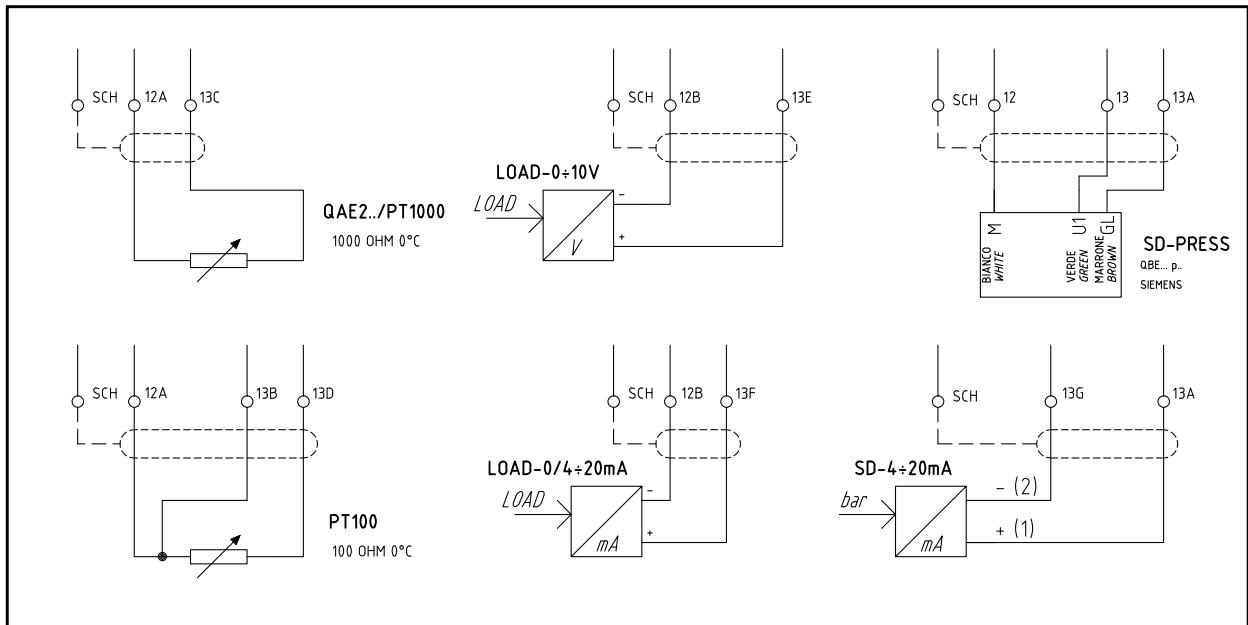 SCH 12A 13C
QAE2../PT1000
1000 OHM 0°C
SCH 12B 13E
LOAD-0÷10V
LOAD
-
+
V
SCH 12 13 13A
M U1 GL
BIANCO
WHITE
VERDE
GREEN
MARRONE
BROWN
SD-PRESS
QBE... p..
SIEMENS
SCH 12A 13B 13D
PT100
100 OHM 0°C
SCH 12B 13F
LOAD-0/4÷20mA
LOAD
-
+
mA
SCH 13G 13A
SD-4÷20mA
bar
- (2)
+ (1)
mA